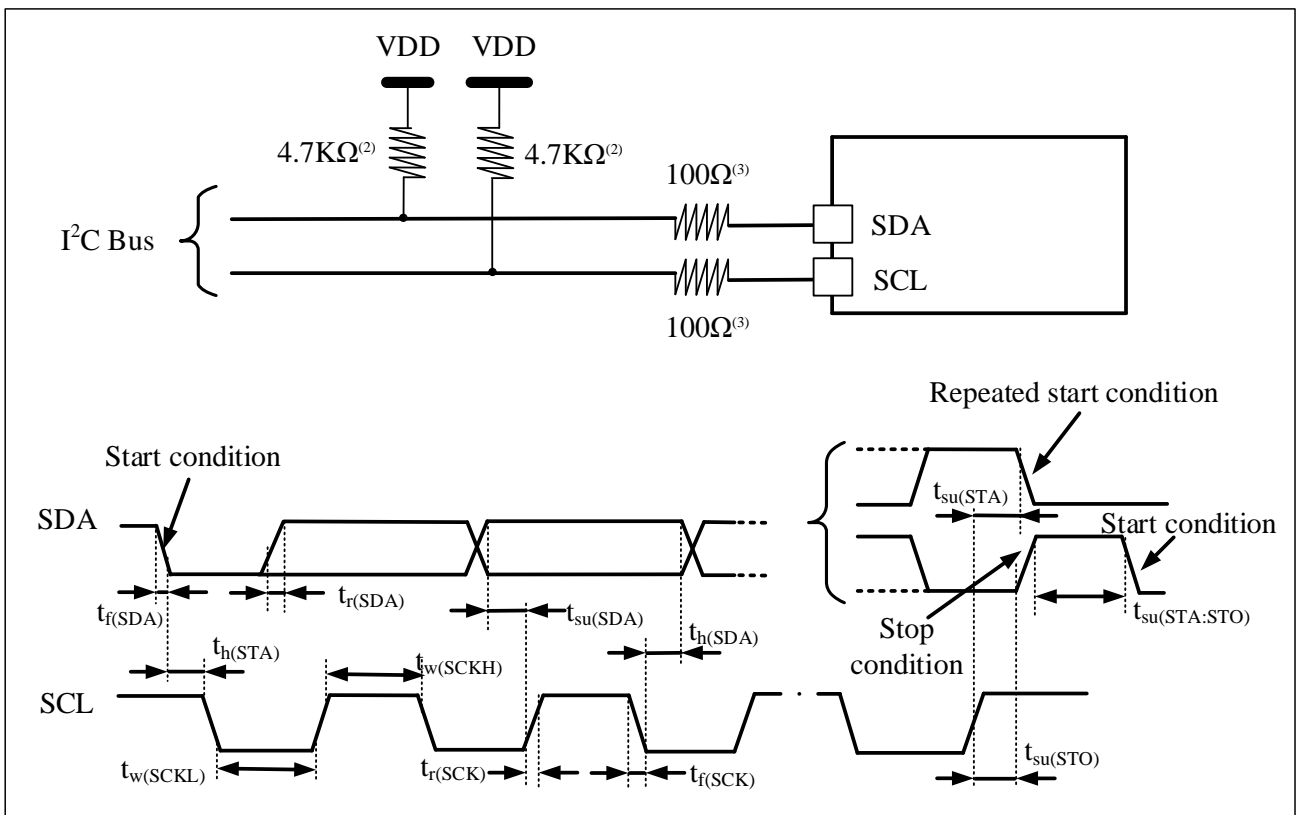 VDD VDD
4.7KΩ(2) 4.7KΩ(2)
100Ω(3)
I2C Bus
SDA
SCL
100Ω(3)
Repeated start condition
Start condition
tsu(STA)
SDA
Start condition
tf(SDA)
tr(SDA)
tsu(SDA)
th(SDA)
Stop
condition
tsu(STA:STO)
th(STA)
tw(SCKH)
SCL
tw(SCKL)
tr(SCK)
tf(SCK)
tsu(STO)